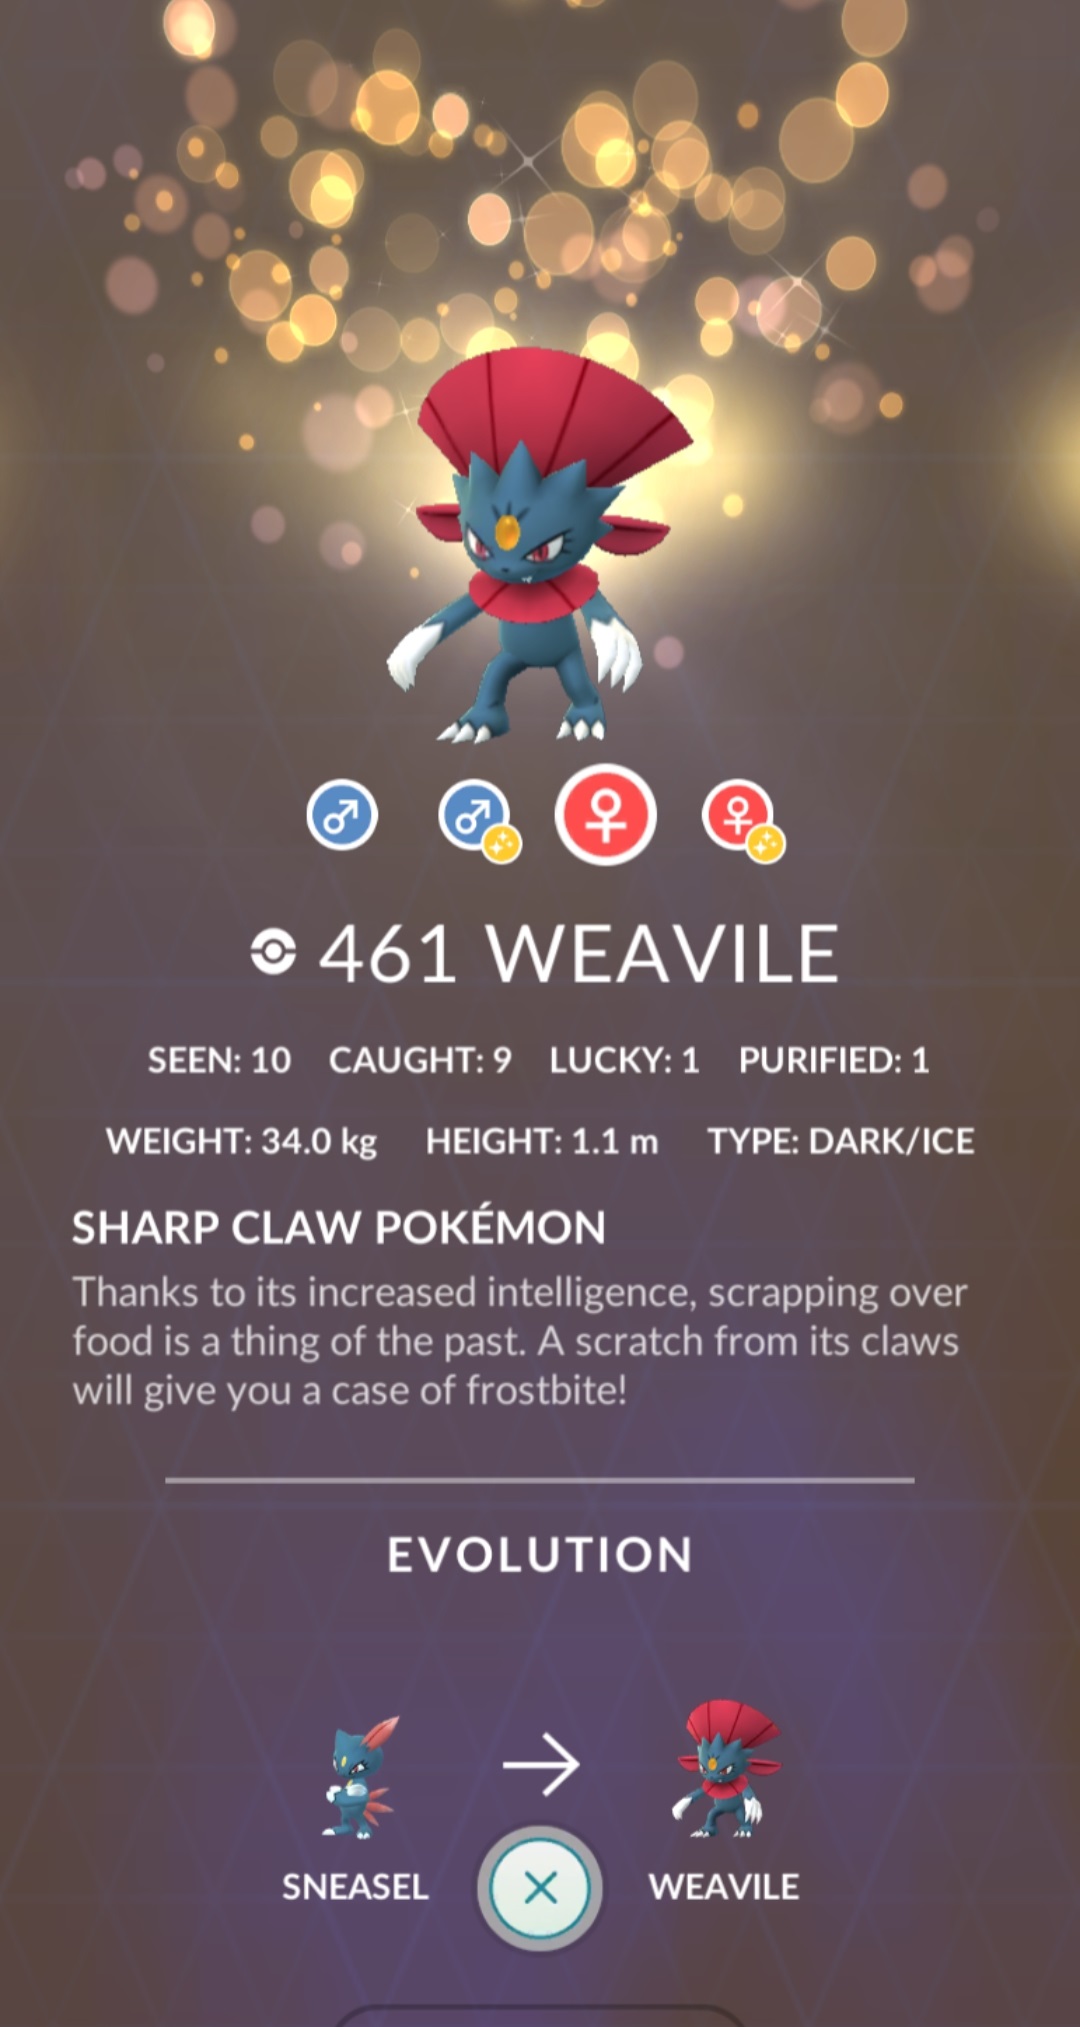 461 WEAVILE
SEEN: 10 CAUGHT: 9 LUCKY: 1 PURIFIED: 1
WEIGHT: 34.0 kg HEIGHT: 1.1 m TYPE: DARK/ICE
SHARP CLAW POKÉMON
Thanks to its increased intelligence, scrapping over
food is a thing of the past. A scratch from its claws
will give you a case of frostbite!
EVOLUTION
SNEASEL WEAVILE